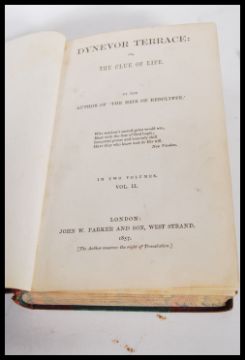 DYNEVOR TERRACE:
OR,
THE CLUE OF LIFE.
BY THE
AUTHOR OF 'THE HEIR OF REDCLYFFE.'
Who
IN TWO VOLUMES.
VOL. II.
LONDON:
JOHN W. PARKER AND SON, WEST STRAND.
1857.
[The Author reserves the right of Translation.]